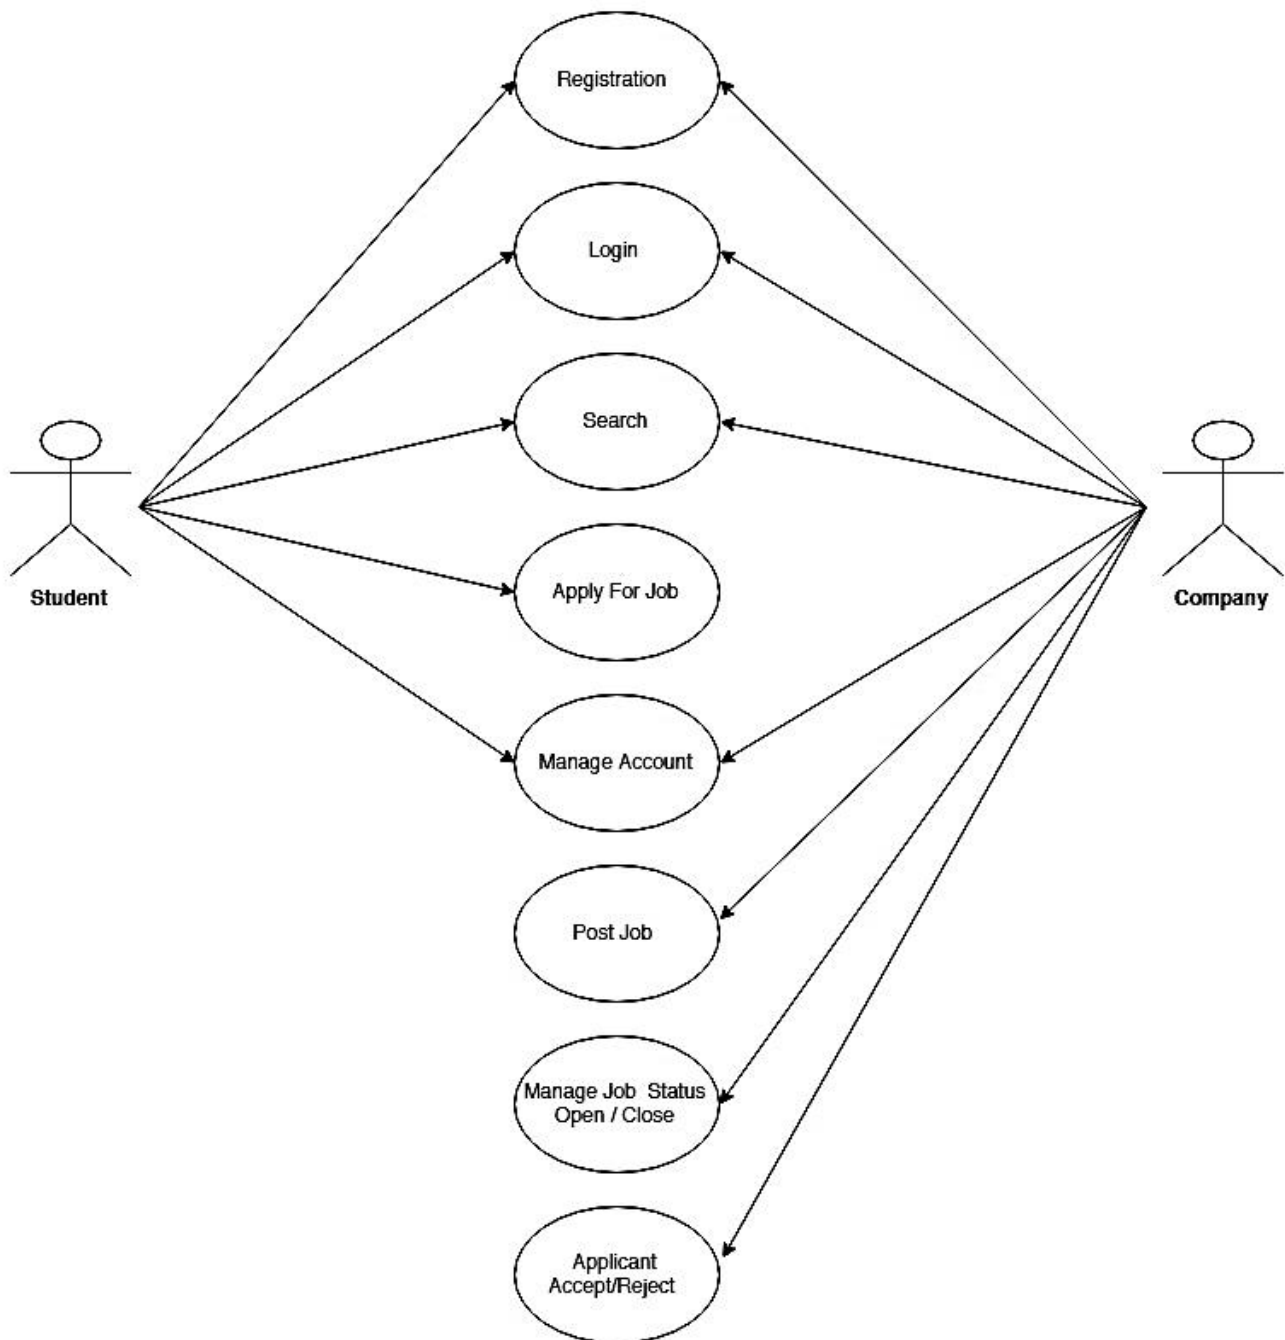 Registration
Login
Search
Apply For Job
Student
Company
Manage Account
Post Job
Manage Job  Status
Open / Close
Applicant
Accept/Reject